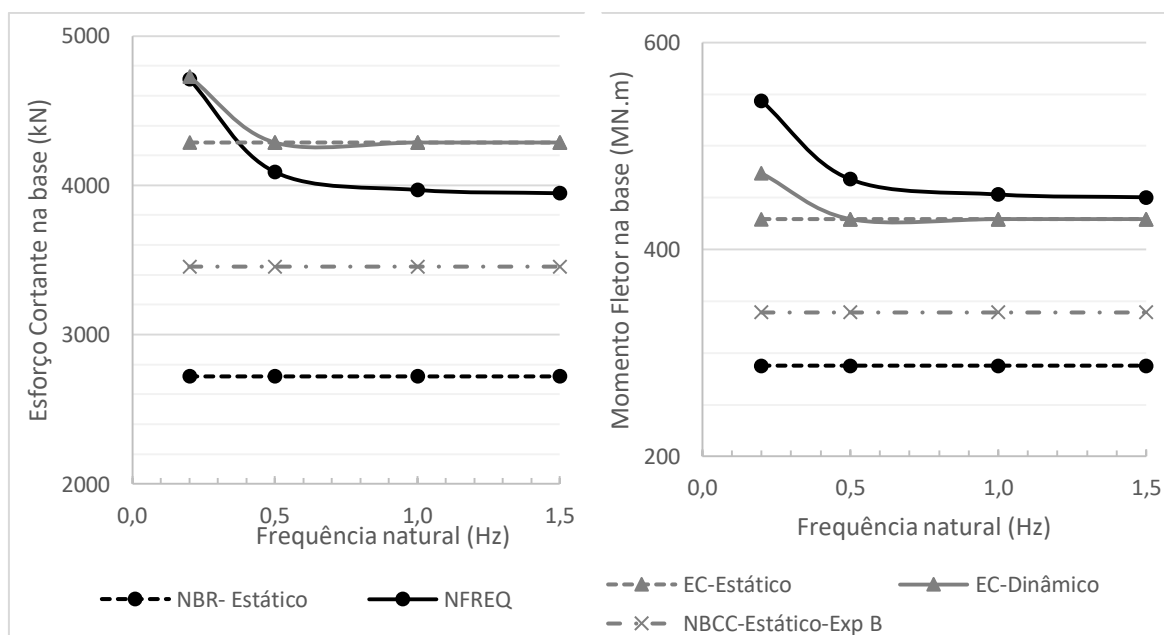 Esforço Cortante na base (kN)
5000
4000
3000
2000
0,0
0,5
1,0
1,5
Frequência natural (Hz)
NBR- Estático
NFREQ
Momento Fletor na base (MN.m)
600
400
200
0,0
0,5
1,0
1,5
Frequência natural (Hz)
EC-Estático
EC-Dinâmico
NBCC-Estático-Exp B